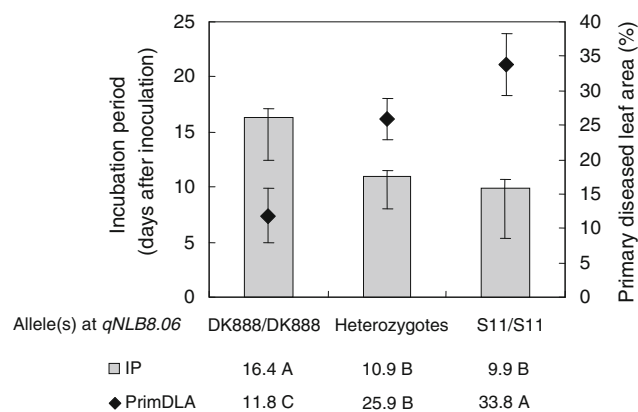 Incubation period
(days after inoculation)
25
20
15
10
5
0
40
35
30
25
20
15
10
5
0
Primary diseased leaf area (%)
Allele(s) at qNLB8.06 DK888/DK888 Heterozygotes S11/S11
IP 16.4 A 10.9 B 9.9 B
PrimDLA 11.8 C 25.9 B 33.8 A